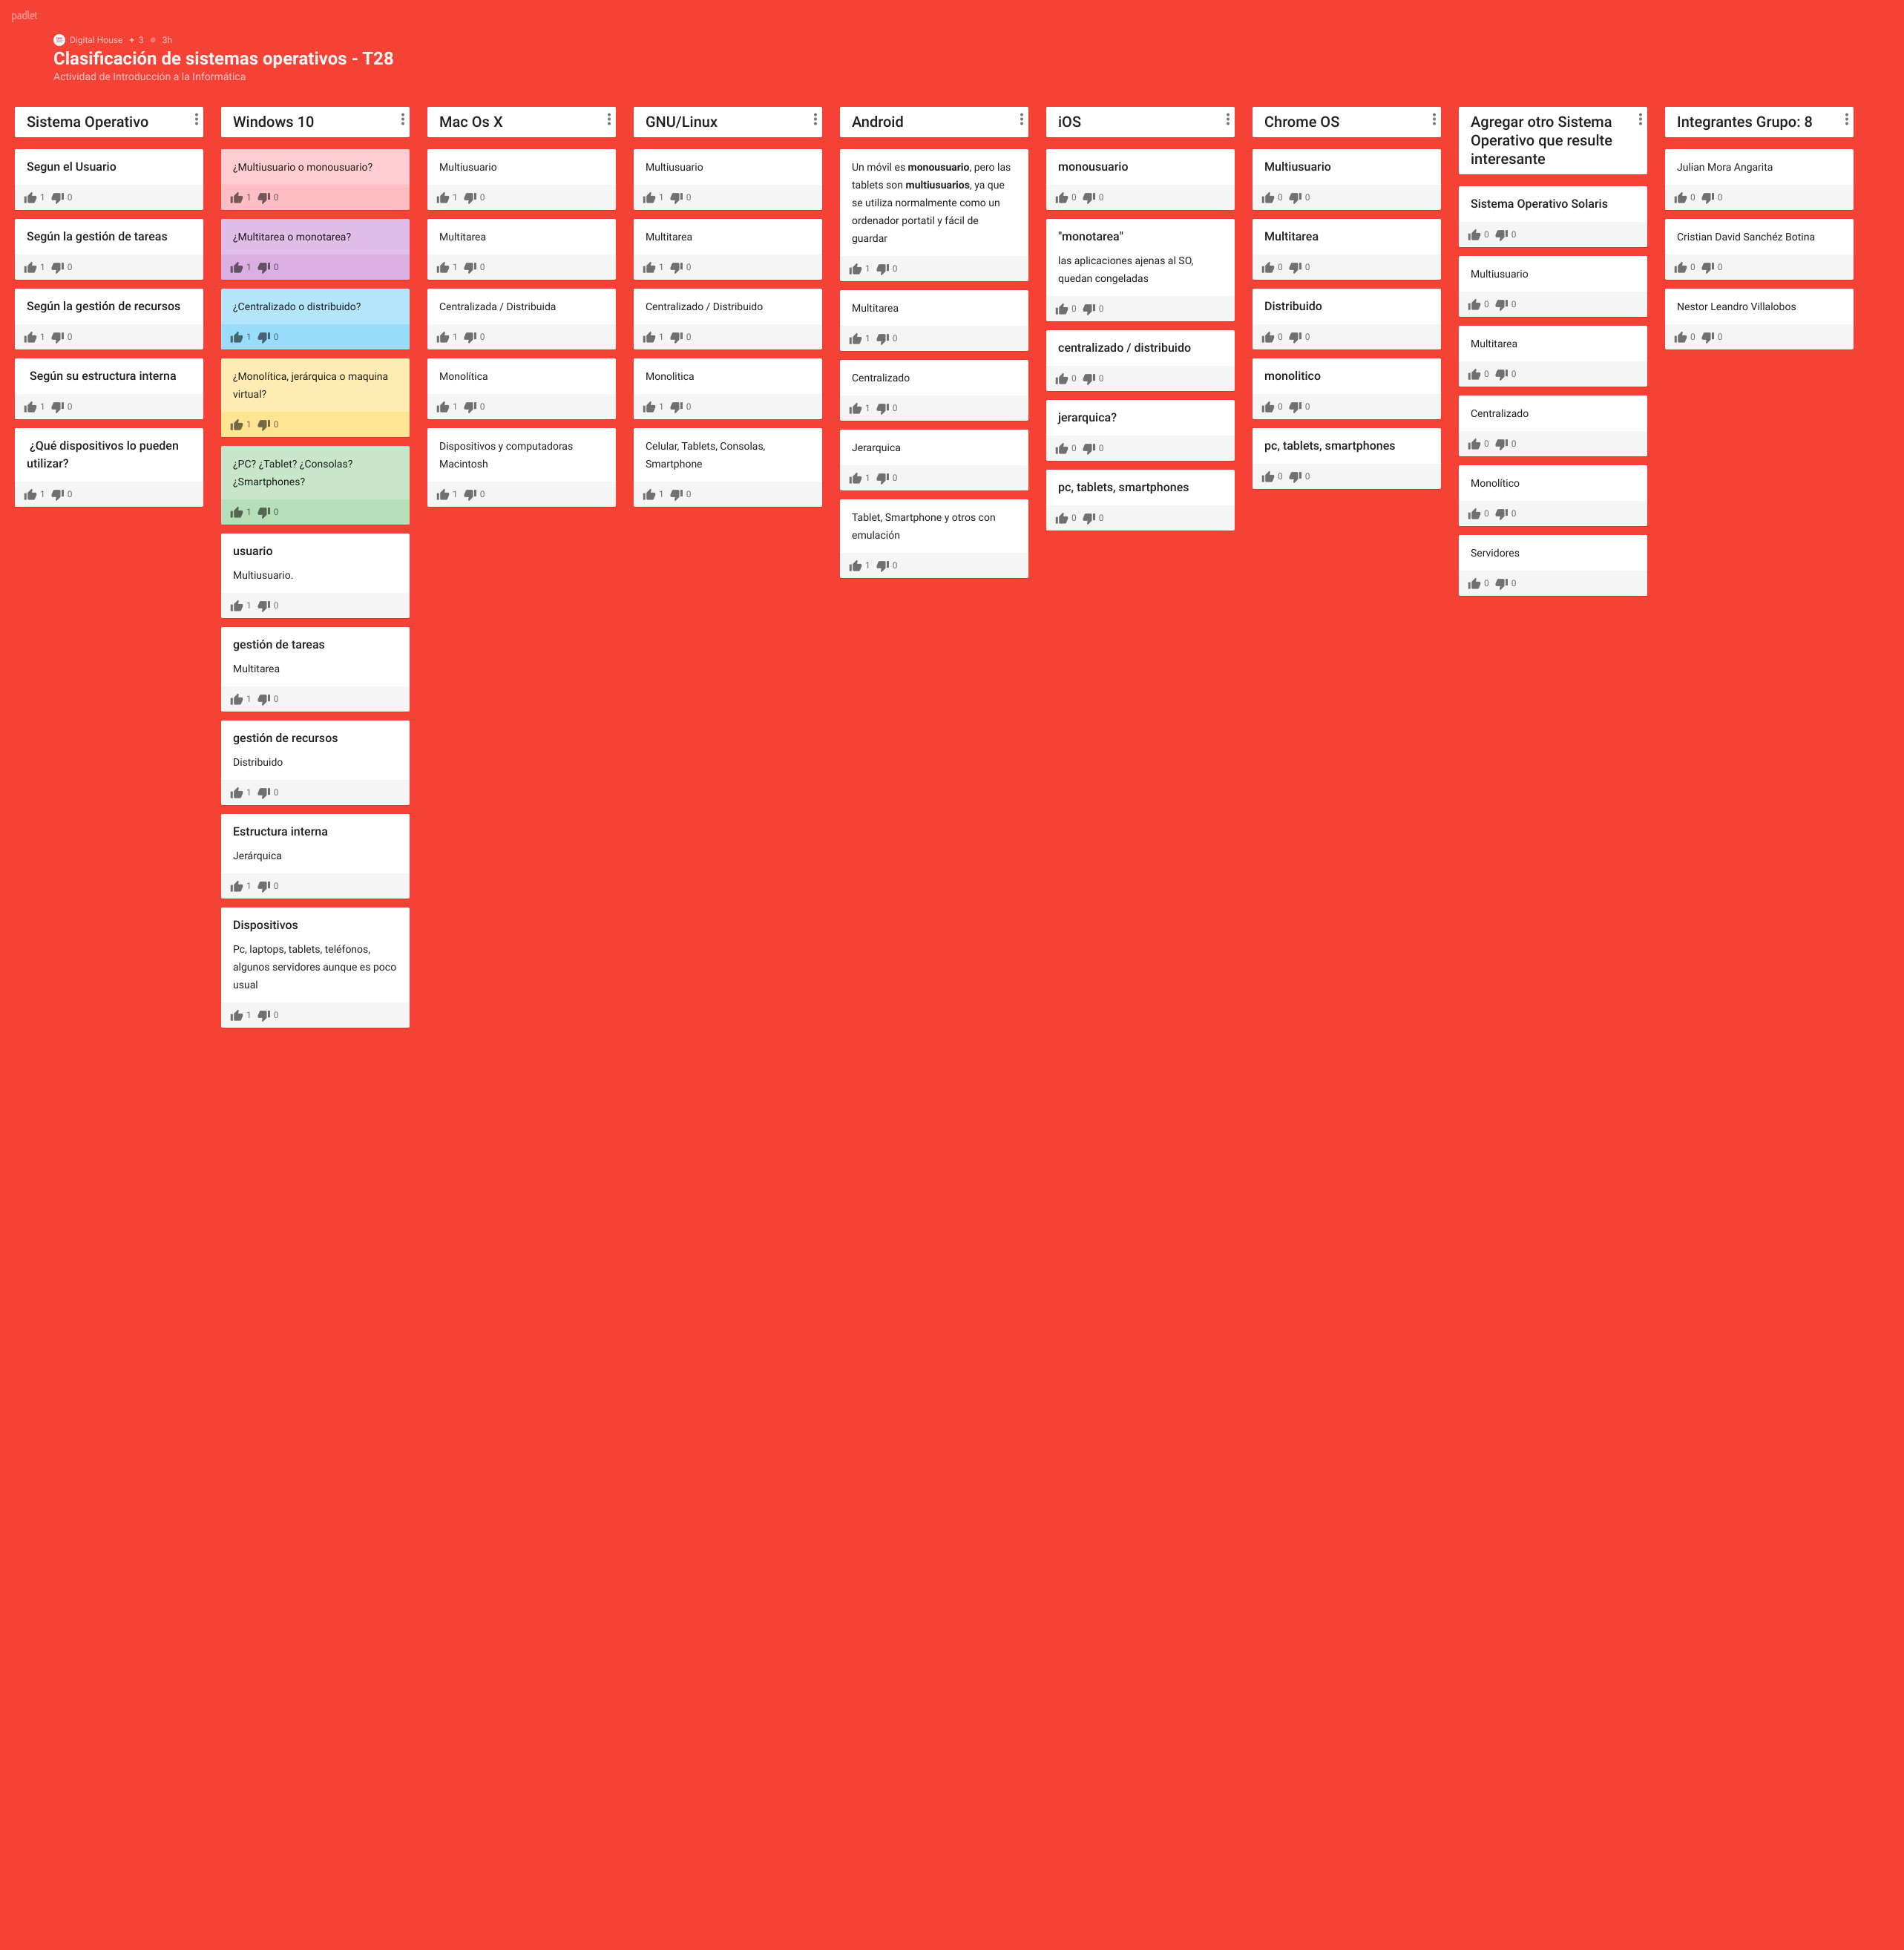 padlet
Digital House + 3 3h
Clasificación de sistemas operativos - T28
Actividad de Introducción a la Informática
Sistema Operativo
Segun el Usuario
1 0
Según la gestión de tareas
1 0
Según la gestión de recursos
1 0
Según su estructura interna
1 0
¿Qué dispositivos lo pueden
utilizar?
1 0
Windows 10
¿Multiusuario o monousuario?
1 0
¿Multitarea o monotarea?
1 0
¿Centralizado o distribuido?
1 0
¿Monolítica, jerárquica o maquina
virtual?
1 0
¿PC? ¿Tablet? ¿Consolas?
¿Smartphones?
1 0
usuario
Multiusuario.
1 0
gestión de tareas
Multitarea
1 0
gestión de recursos
Distribuido
1 0
Estructura interna
Jerárquica
1 0
Dispositivos
Pc, laptops, tablets, teléfonos,
algunos servidores aunque es poco
usual
1 0
Mac Os X
Multiusuario
1 0
Multitarea
1 0
Centralizada / Distribuida
1 0
Monolítica
1 0
Dispositivos y computadoras
Macintosh
1 0
GNU/Linux
Multiusuario
1 0
Multitarea
1 0
Centralizado / Distribuido
1 0
Monolitica
1 0
Celular, Tablets, Consolas,
Smartphone
1 0
Android
Un móvil es monousuario, pero las
tablets son multiusuarios, ya que
se utiliza normalmente como un
ordenador portatil y fácil de
guardar
1 0
Multitarea
1 0
Centralizado
1 0
Jerarquica
1 0
Tablet, Smartphone y otros con
emulación
1 0
iOS
monousuario
0 0
"monotarea"
las aplicaciones ajenas al SO,
quedan congeladas
0 0
centralizado / distribuido
0 0
jerarquica?
0 0
pc, tablets, smartphones
0 0
Chrome OS
Multiusuario
0 0
Multitarea
0 0
Distribuido
0 0
monolitico
0 0
pc, tablets, smartphones
0 0
Agregar otro Sistema
Operativo que resulte
interesante
Sistema Operativo Solaris
0 0
Multiusuario
0 0
Multitarea
0 0
Centralizado
0 0
Monolítico
0 0
Servidores
0 0
Integrantes Grupo: 8
Julian Mora Angarita
0 0
Cristian David Sanchéz Botina
0 0
Nestor Leandro Villalobos
0 0